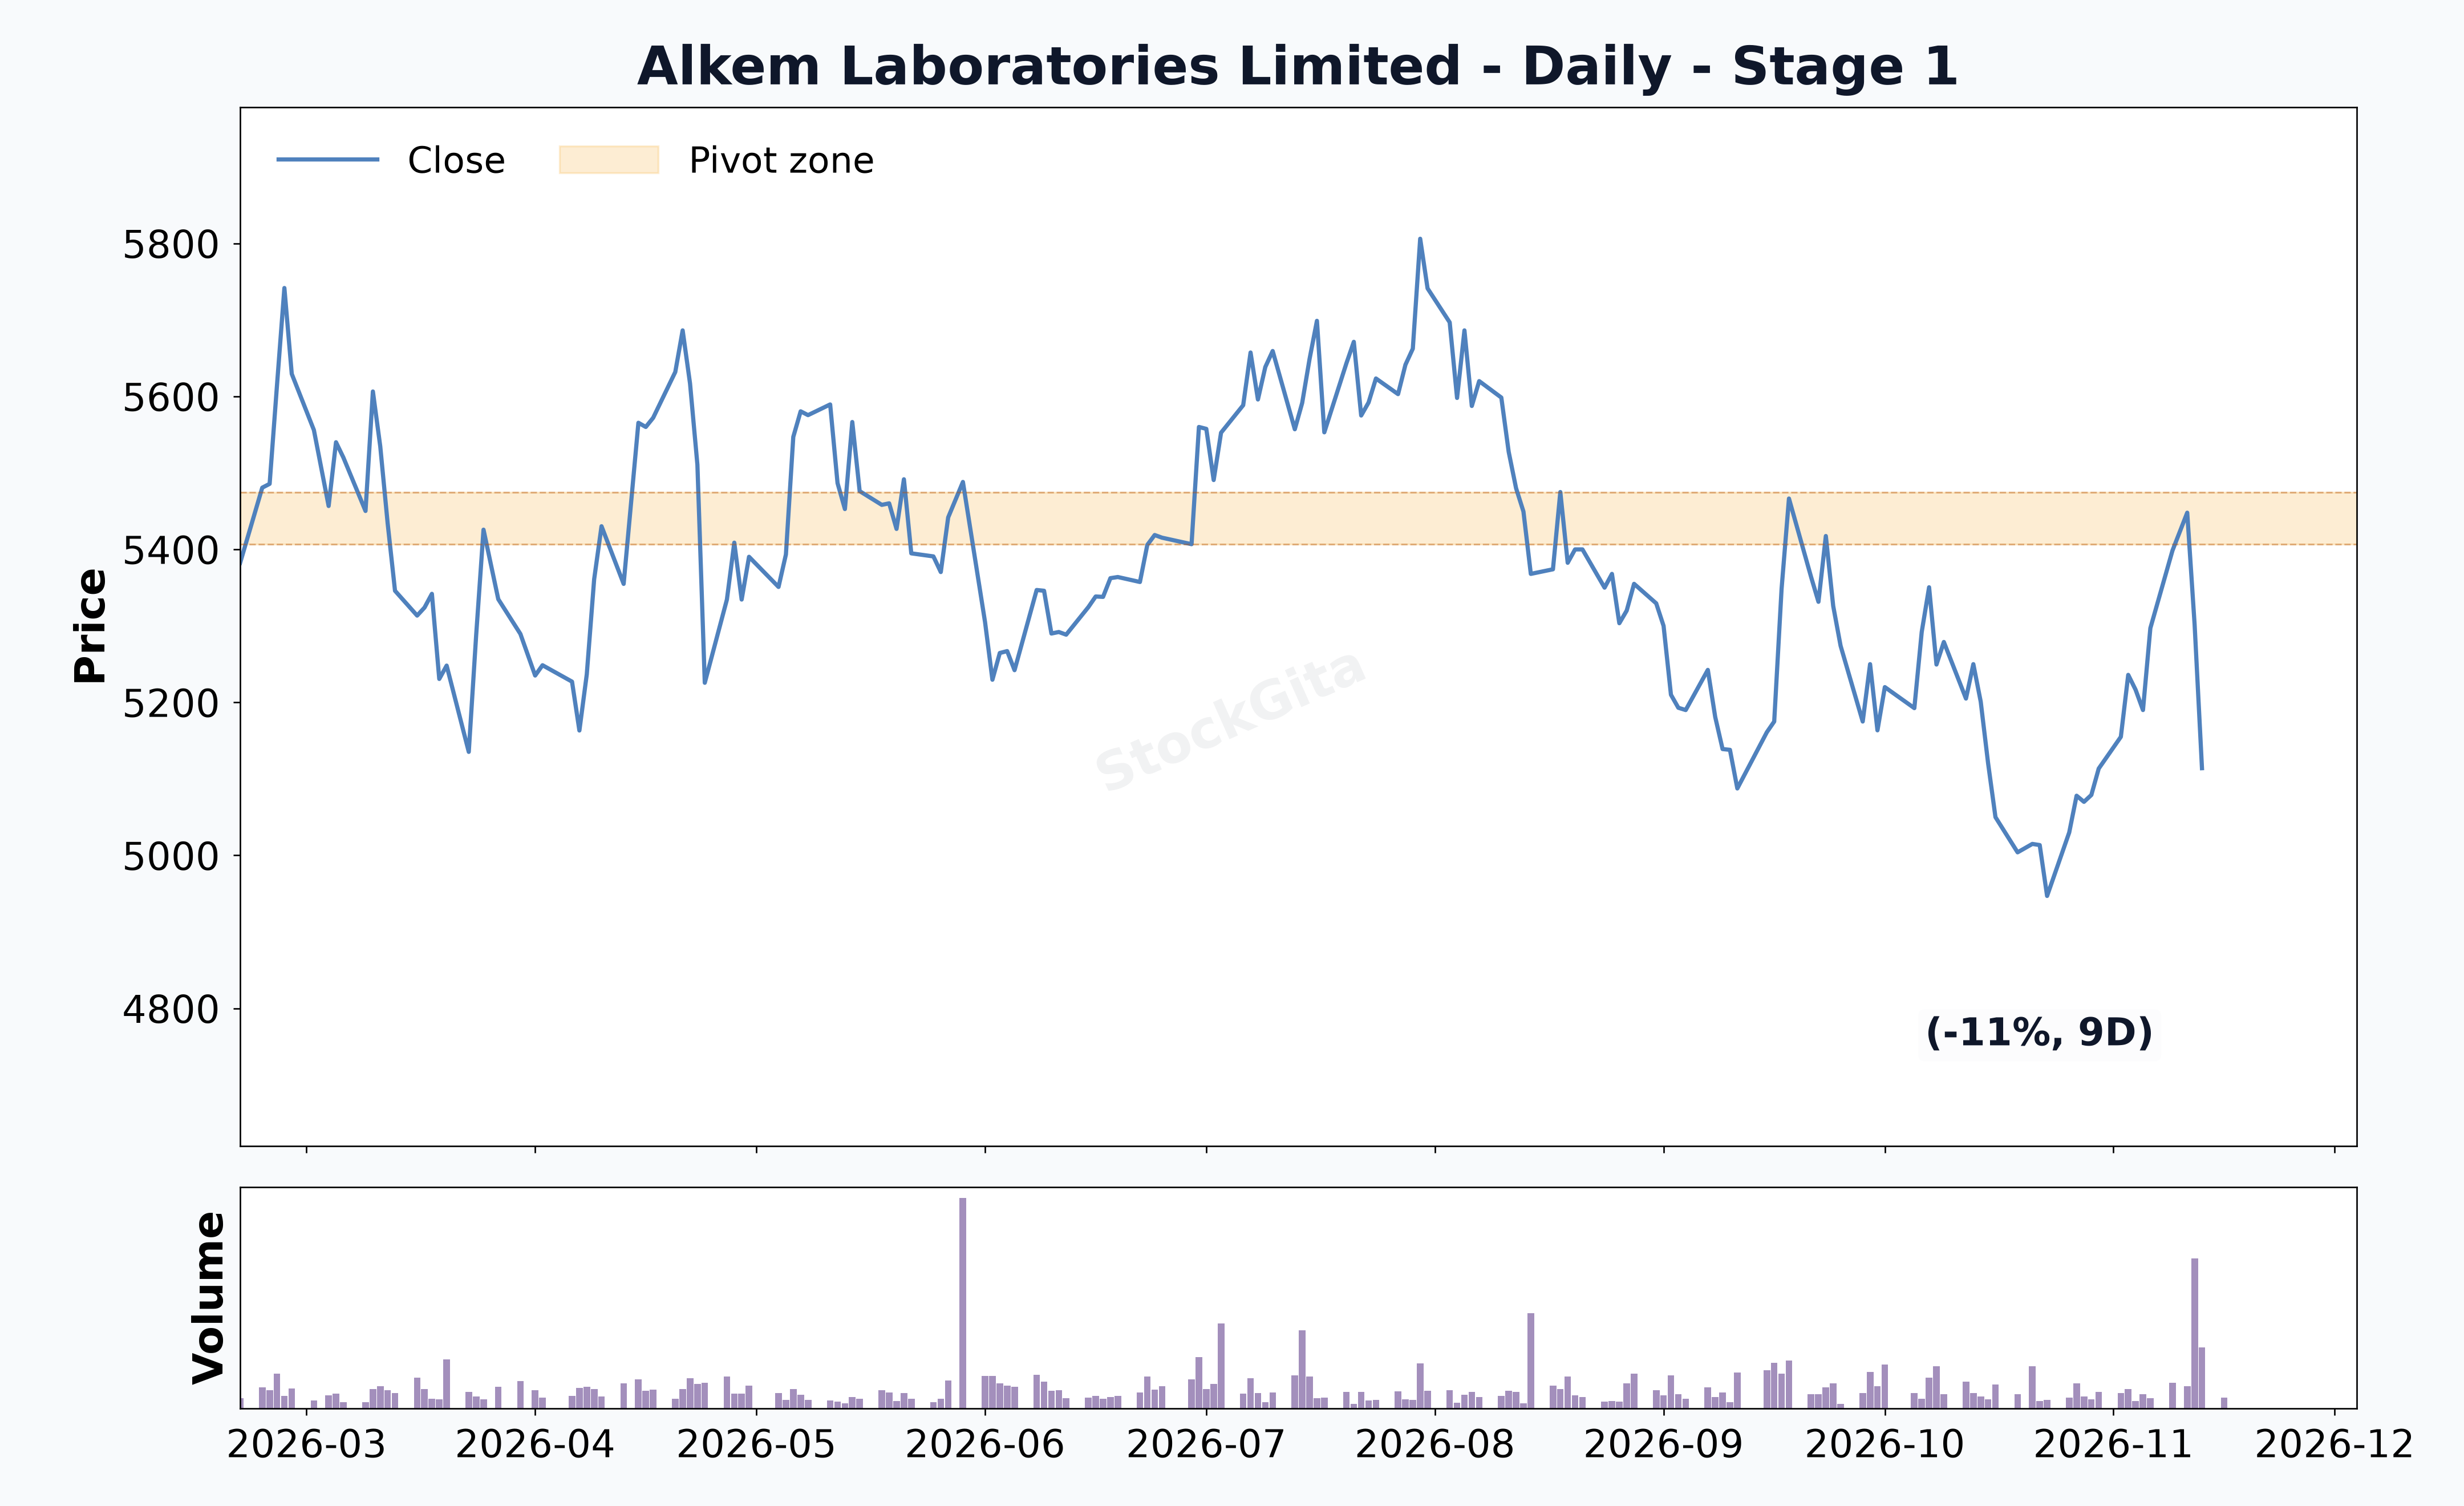 Alkem Laboratories Limited - Daily - Stage 1
Close
Pivot zone
5800
5600
5400
5200
5000
4800
Price
StockGita
(-11%, 9D)
Volume
2026-03
2026-04
2026-05
2026-06
2026-07
2026-08
2026-09
2026-10
2026-11
2026-12